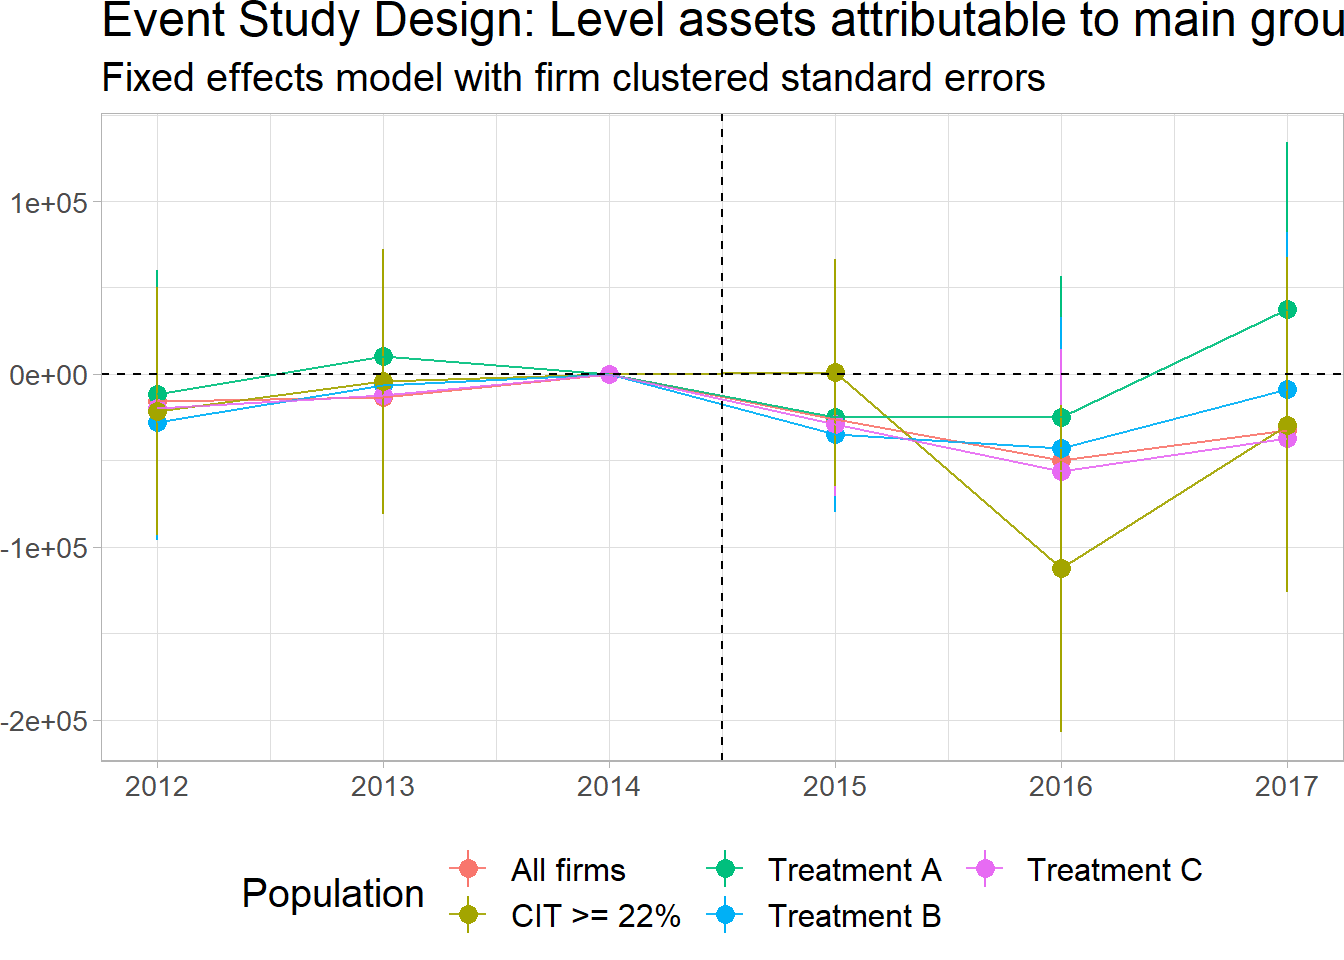 Event Study Design: Level assets attributable to main grou
Fixed effects model with firm clustered standard errors
1e+05
0e+00
-1e+05
-2e+05
2012 2013 2014 2015 2016 2017
Population
All firms Treatment A Treatment C
CIT >= 22% Treatment B